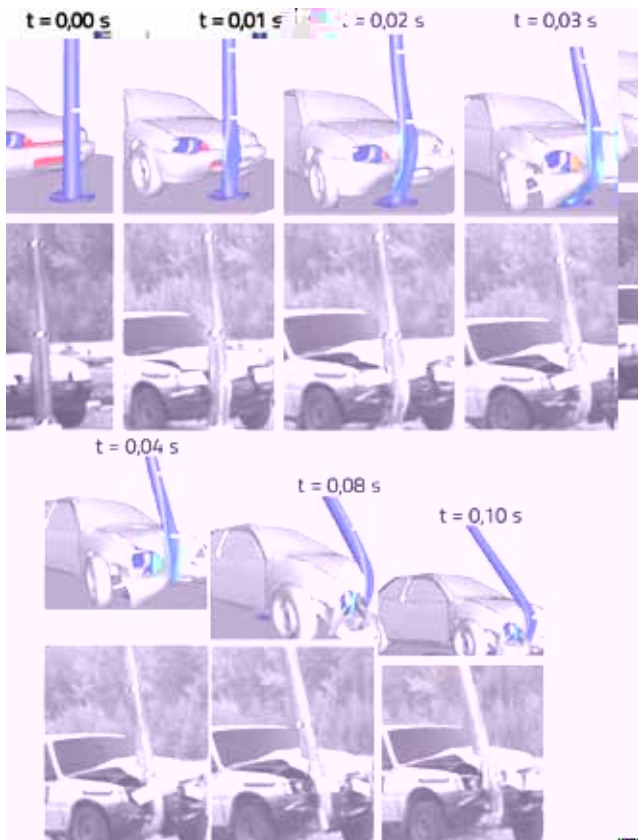 t = 0,00 s
t = 0,01 s
t = 0,02 s
t = 0,03 s
t = 0,04 s
t = 0,08 s
t = 0,10 s